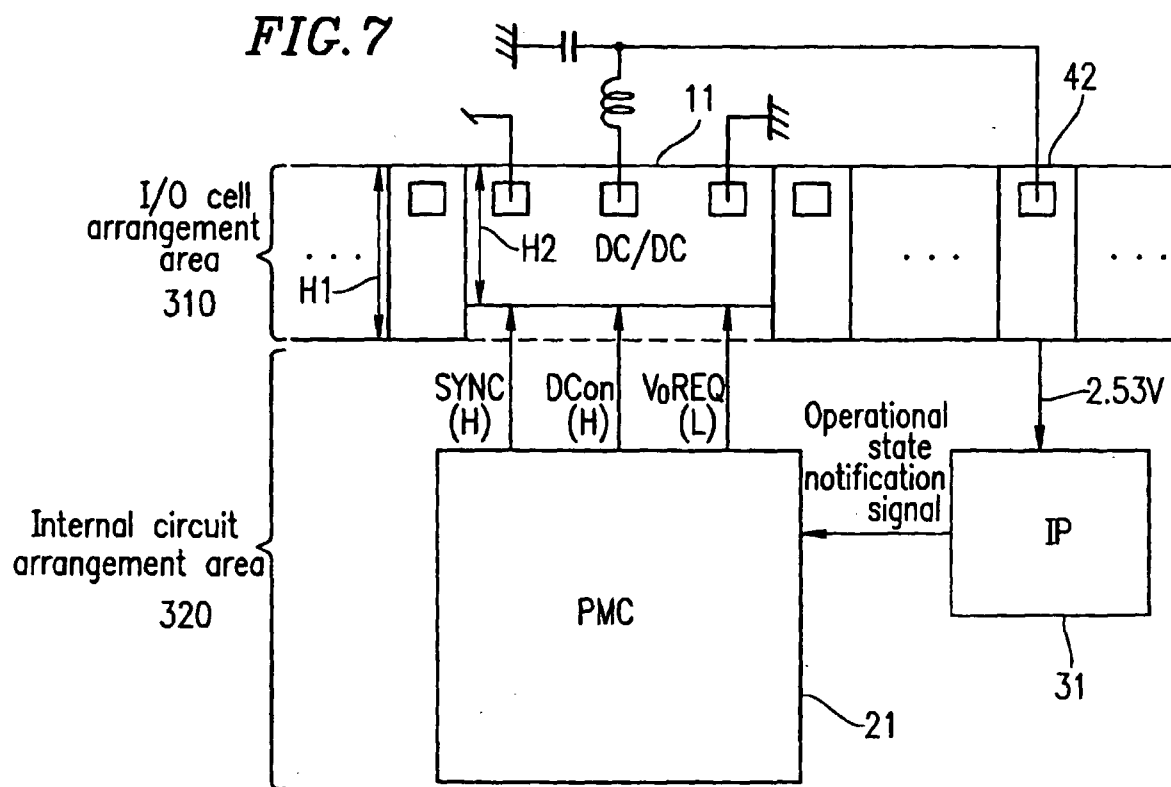 FIG. 7
11
42
I/O cell
arrangement
area
310
. . .
H1
H2
DC/DC
. . .
. . .
SYNC
(H)
DCon
(H)
V0REQ
(L)
2.53V
Operational
state
notification
signal
Internal circuit
arrangement area
320
PMC
IP
31
21